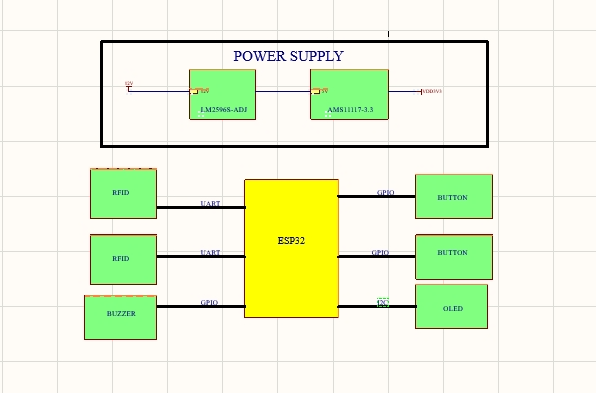 POWER SUPPLY
12V
12V
5V
VDD3V3
LM2596S-ADJ
AMS11117-3.3
RFID
UART
GPIO
BUTTON
ESP32
RFID
UART
GPIO
BUTTON
BUZZER
GPIO
I2C
OLED